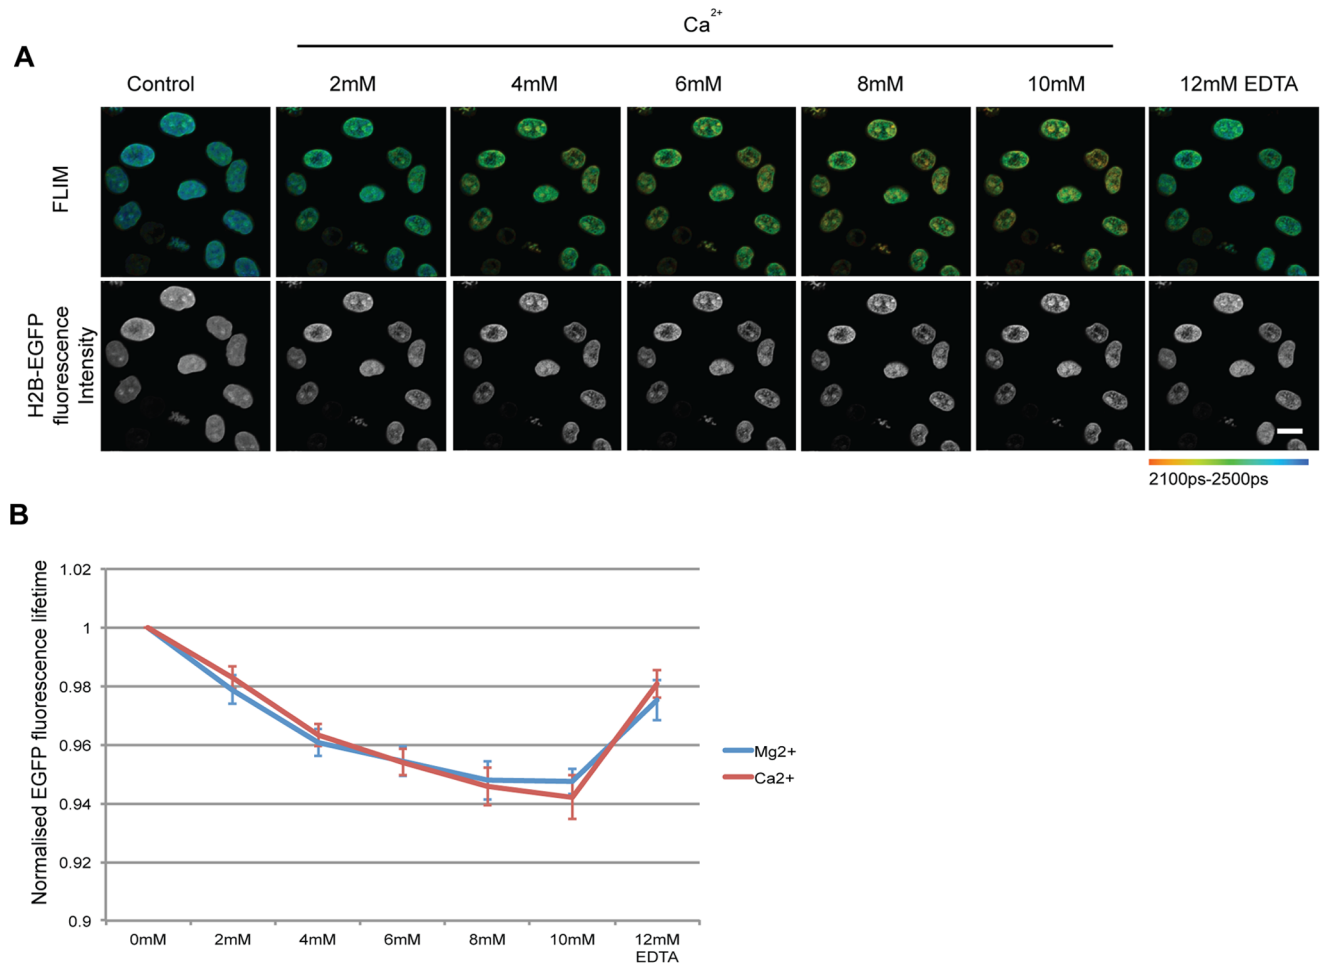 Ca2+
A
Control
2mM
4mM
6mM
8mM
10mM
12mM EDTA
FLIM
H2B-EGFP
fluorescence
Intensity
2100ps-2500ps
B
Normalised EGFP fluorescence lifetime
1.02
1
0.98
0.96
0.94
0.92
0.9
0mM
2mM
4mM
6mM
8mM
10mM
12mM
EDTA
Mg2+
Ca2+